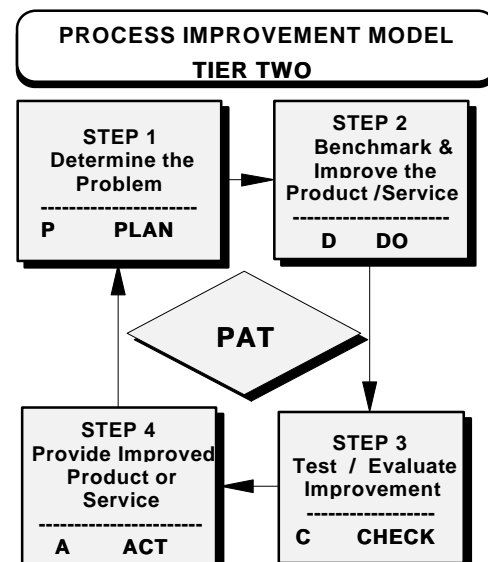 PROCESS IMPROVEMENT MODEL
TIER TWO
STEP 1
Determine the
Problem
----------------------
P PLAN
STEP 2
Benchmark &
Improve the
Product /Service
----------------------
D DO
PAT
STEP 4
Provide Improved
Product or
Service
-----------------------
A ACT
STEP 3
Test / Evaluate
Improvement
------------------
C CHECK